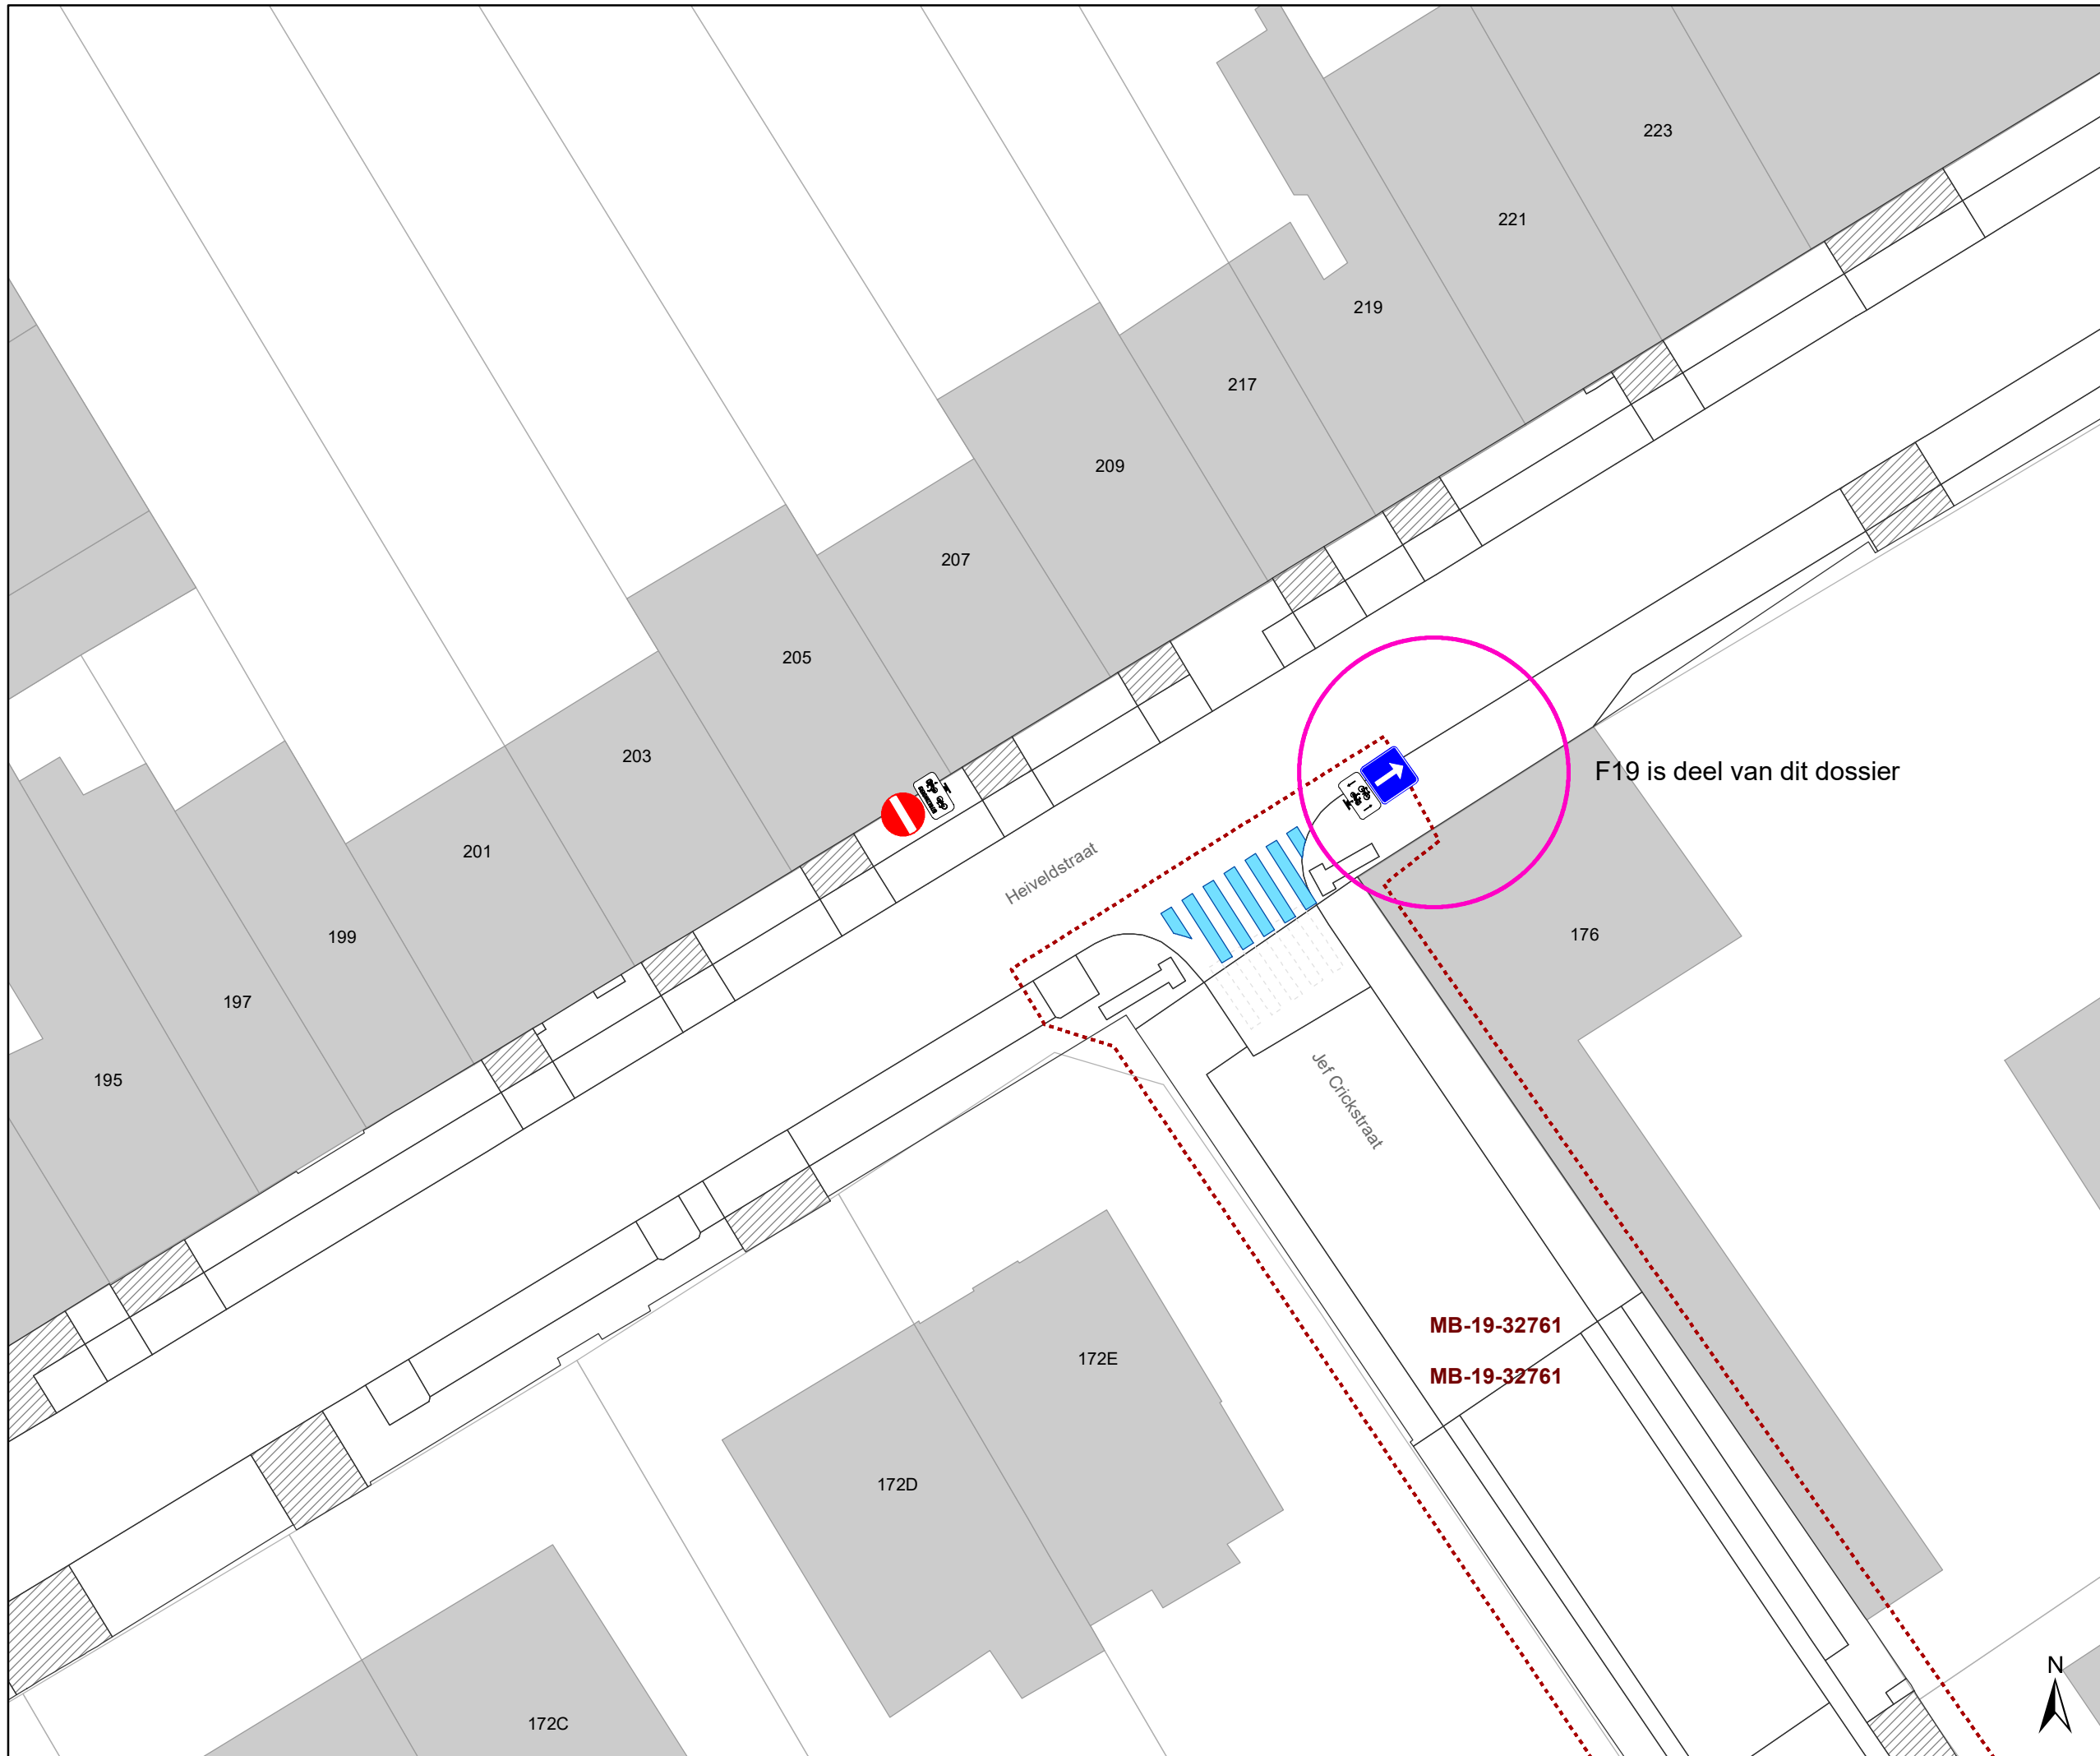 223
221
219
217
209
207
205
203
201
199
197
195
Heiveldstraat
F19 is deel van dit dossier
176
Jef Crickstraat
MB-19-32761
MB-19-32761
172E
172D
172C
N